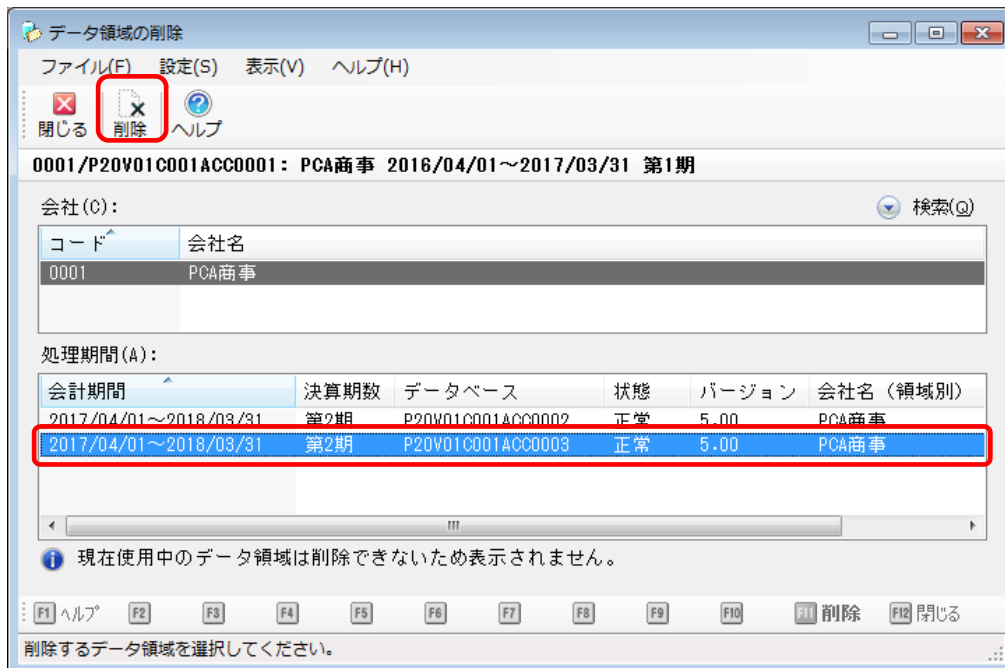 データ領域の削除
ファイル(F) 設定(S) 表示(V) ヘルプ(H)
閉じる 削除 ヘルプ
0001/P20V01C001ACC0001: PCA商事 2016/04/01～2017/03/31 第1期
会社(C): 検索(Q)
コード 会社名
0001 PCA商事
処理期間(A):
会計期間 決算期数 データベース 状態 バージョン 会社名（領域別）
2017/04/01～2018/03/31 第2期 P20V01C001ACC0002 正常 5.00 PCA商事
2017/04/01～2018/03/31 第2期 P20V01C001ACC0003 正常 5.00 PCA商事
現在使用中のデータ領域は削除できないため表示されません。
F1 ヘルプ F2 F3 F4 F5 F6 F7 F8 F9 F10 F11 削除 F12 閉じる
削除するデータ領域を選択してください。